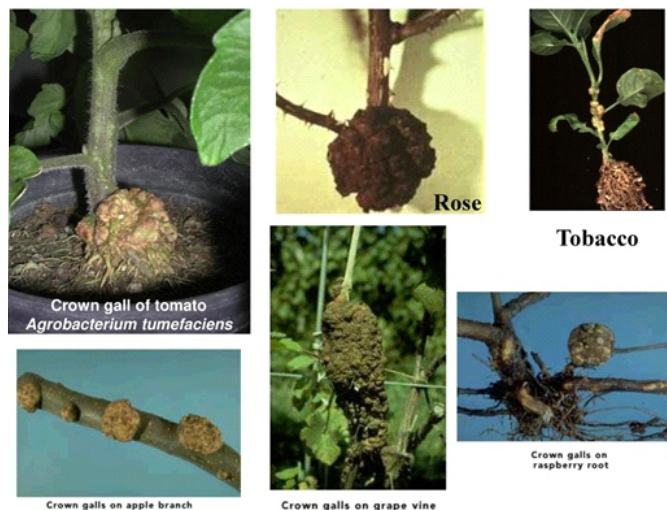 Crown gall of tomato
Agrobacterium tumefaciens
Rose
Tobacco
Crown galls on apple branch
Crown galls on grape vine
Crown galls on
raspberry root